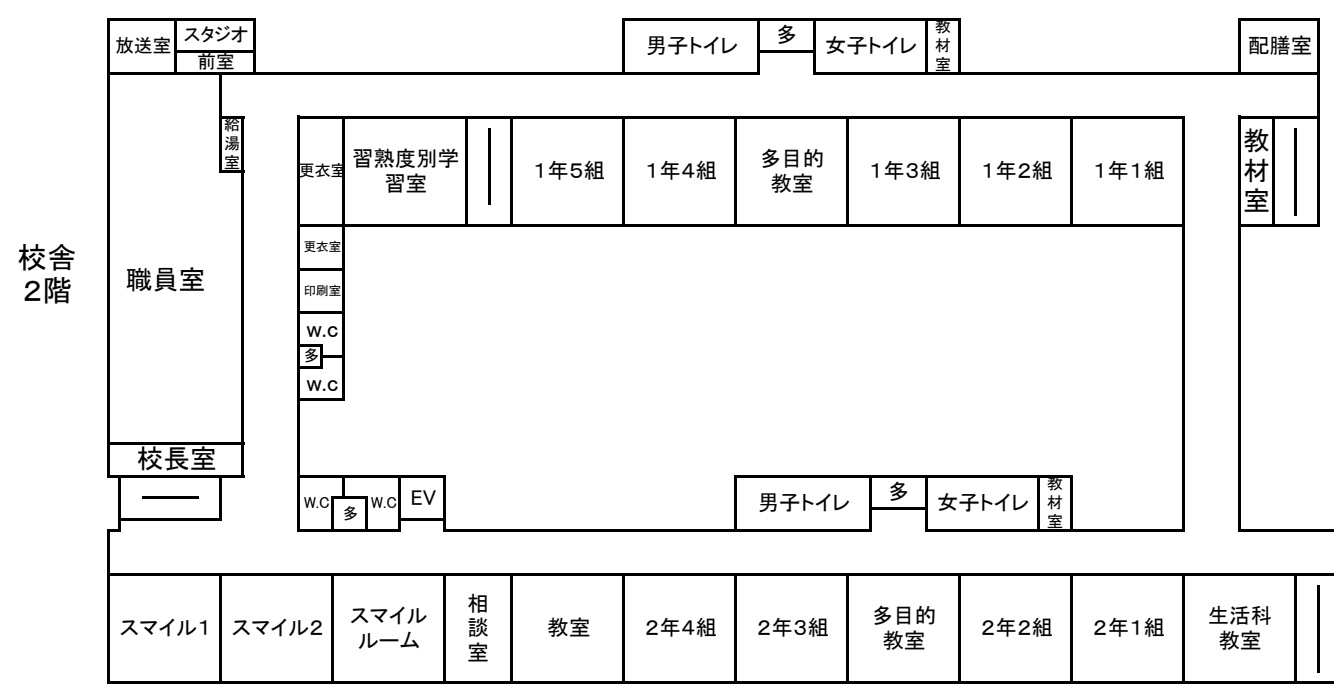 放送室
スタジオ
前室
男子トイレ
多
女子トイレ
教
材
室
配膳室
給
湯
室
更衣室
習熟度別学
習室
1年5組
1年4組
多目的
教室
1年3組
1年2組
1年1組
教
材
室
校舎
2階
職員室
更衣室
印刷室
W.C
多
W.C
校長室
W.C
多
W.C
EV
男子トイレ
多
女子トイレ
教
材
室
スマイル1
スマイル2
スマイル
ルーム
相
談
室
教室
2年4組
2年3組
多目的
教室
2年2組
2年1組
生活科
教室